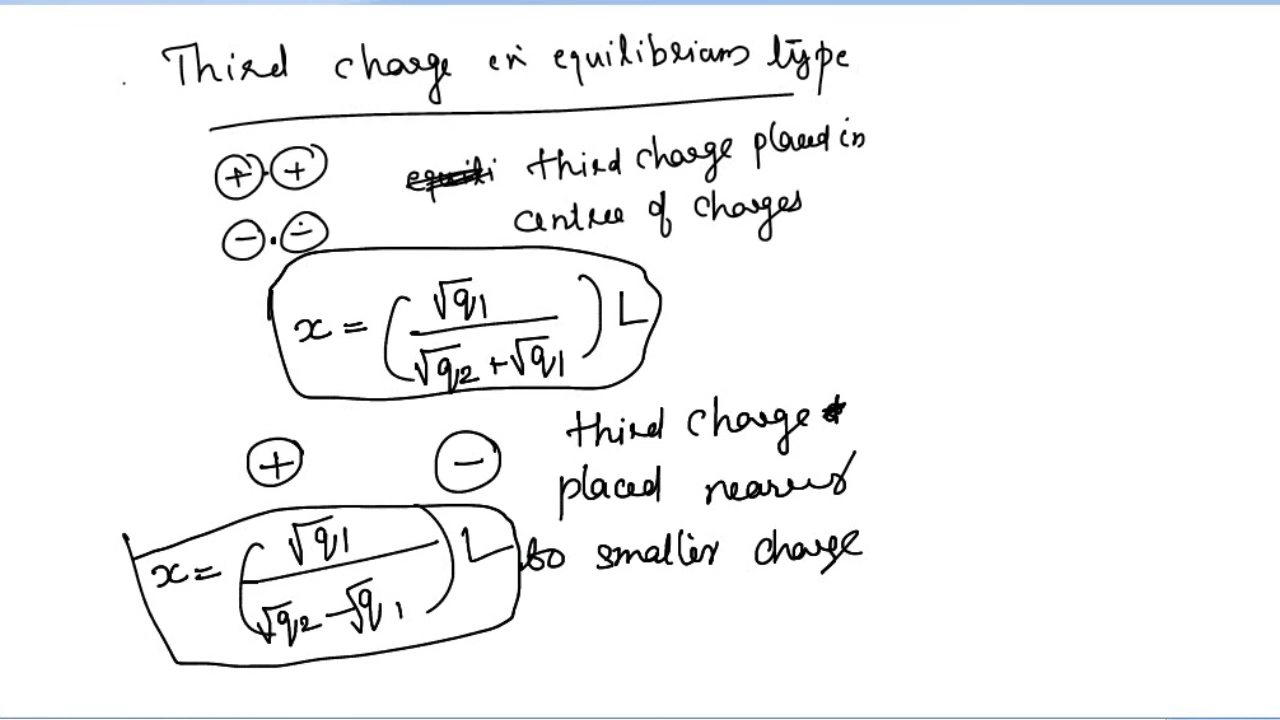 Third charge in equilibrium type
+ + equili third charge placed in
centre of charges
- . -
x = (√q1 / (√q2 + √q1)) L
third charge
+ - placed nearer
to smaller charge
x = (√q1 / (√q2 - √q1)) L